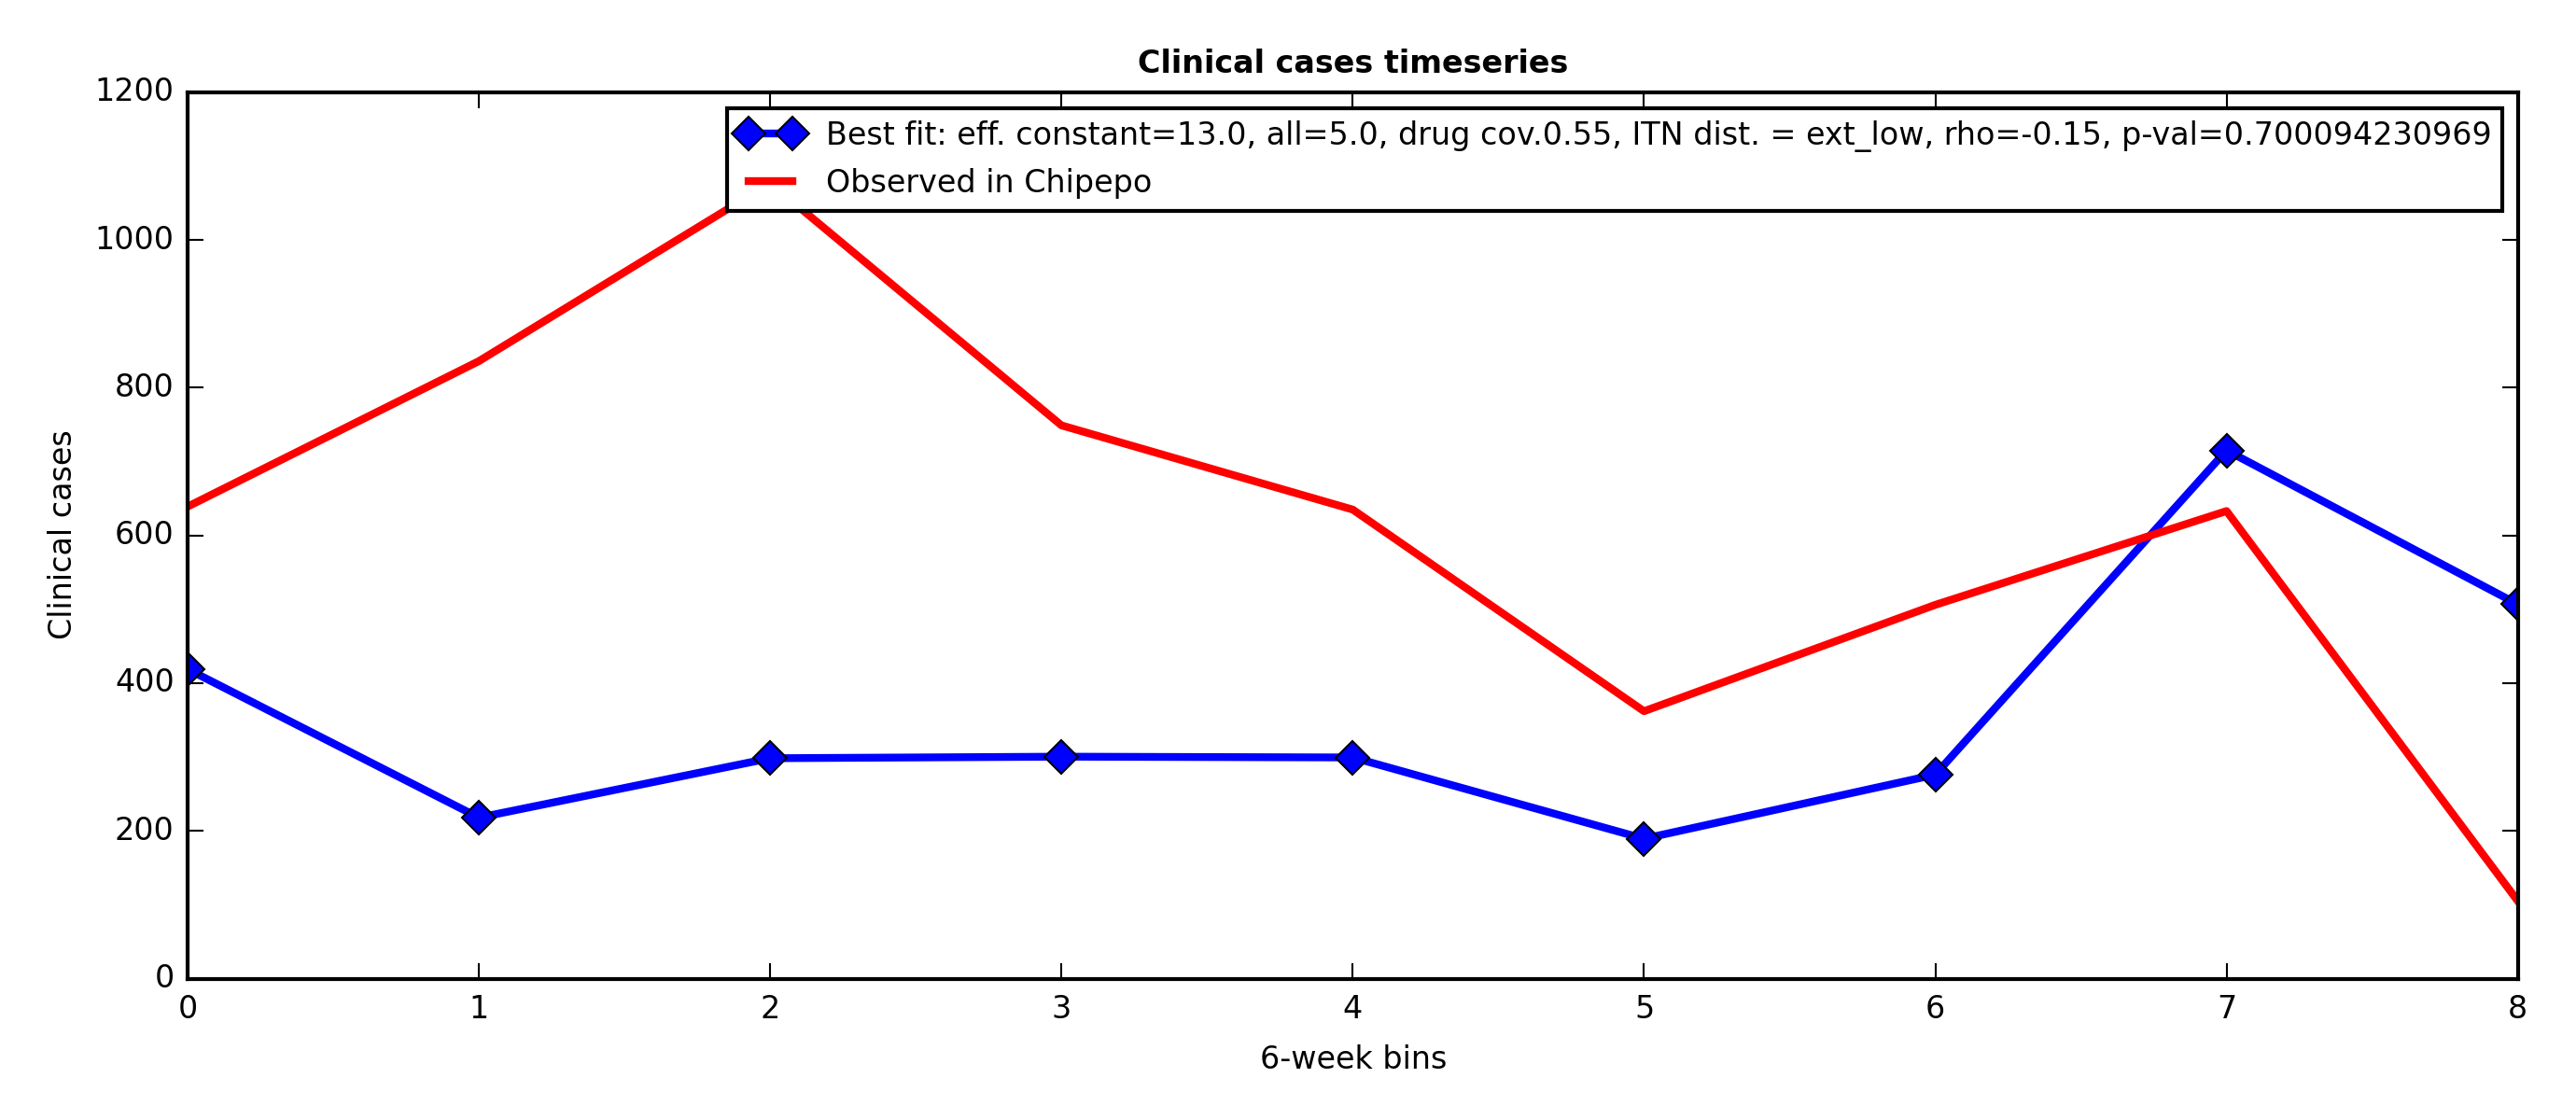 Clinical cases timeseries
1200
1000
800
600
400
200
0
Clinical cases
Best fit: eff. constant=13.0, all=5.0, drug cov.0.55, ITN dist. = ext_low, rho=-0.15, p-val=0.700094230969
Observed in Chipepo
0 1 2 3 4 5 6 7 8
6-week bins